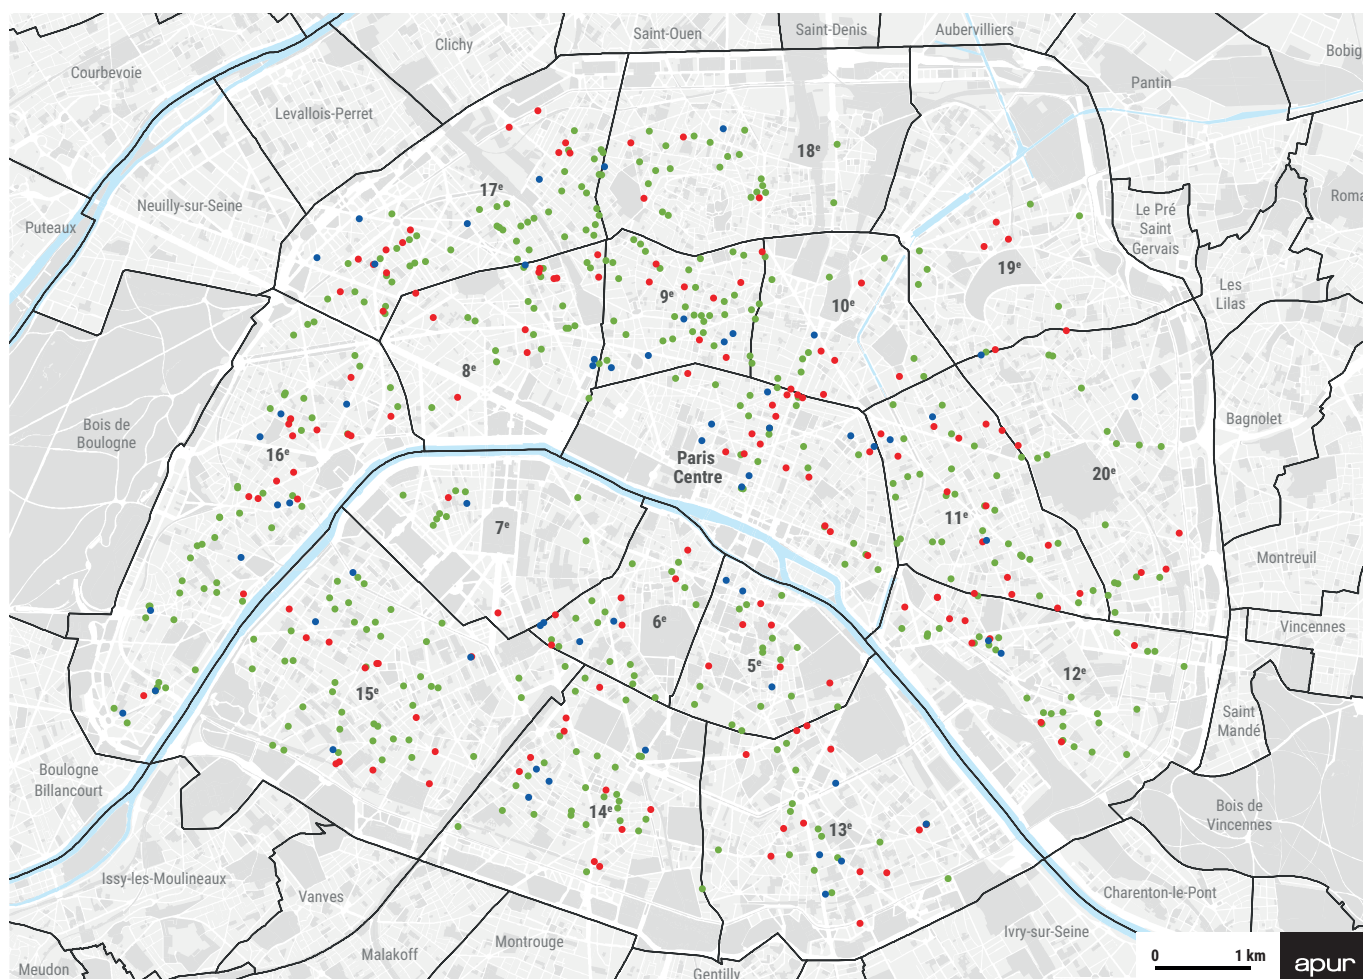 Saint-Ouen
Saint-Denis
Aubervilliers
Clichy
Bobig
Courbevoie
Pantin
Levallois-Perret
18e
17e
Neuilly-sur-Seine
Roma
Le Pré
Saint
Gervais
Puteaux
19e
Les
Lilas
9e
10e
8e
Bois de
Boulogne
Bagnolet
16e
Paris
Centre
20e
7e
11e
Montreuil
6e
Vincennes
5e
12e
15e
Saint
Mandé
Boulogne
Billancourt
14e
13e
Bois de
Vincennes
Issy-les-Moulineaux
Vanves
Charenton-le-Pont
Ivry-sur-Seine
Montrouge
Malakoff
Meudon
Gentilly
0 1 km
apur